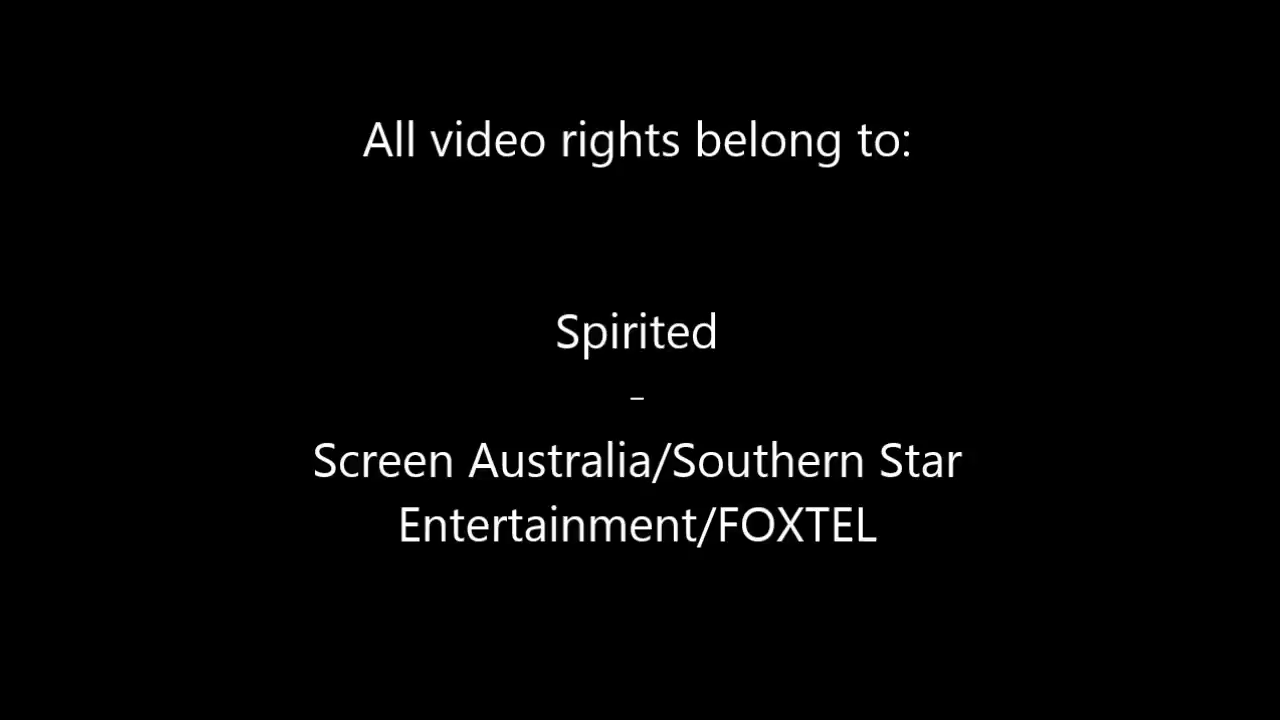 All video rights belong to:
Spirited
-
Screen Australia/Southern Star
Entertainment/FOXTEL